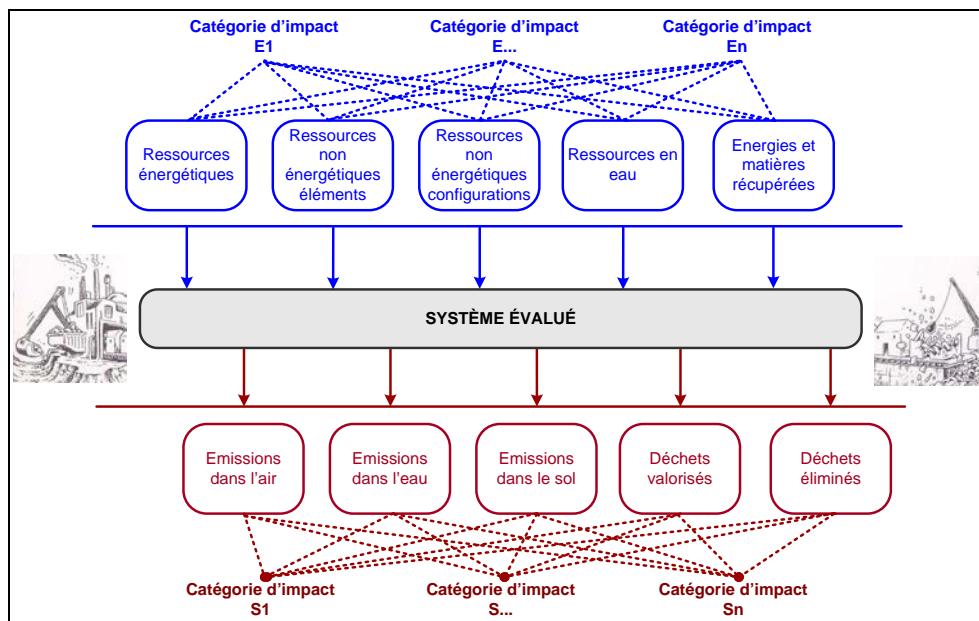 Catégorie d'impact
E1
Catégorie d'impact
E...
Catégorie d'impact
En
Ressources
énergétiques
Ressources
non
énergétiques
éléments
Ressources
non
énergétiques
configurations
Ressources en
eau
Energies et
matières
récupérées
SYSTÈME ÉVALUÉ
Emissions
dans l'air
Emissions
dans l'eau
Emissions
dans le sol
Déchets
valorisés
Déchets
éliminés
Catégorie d'impact
S1
Catégorie d'impact
S...
Catégorie d'impact
Sn